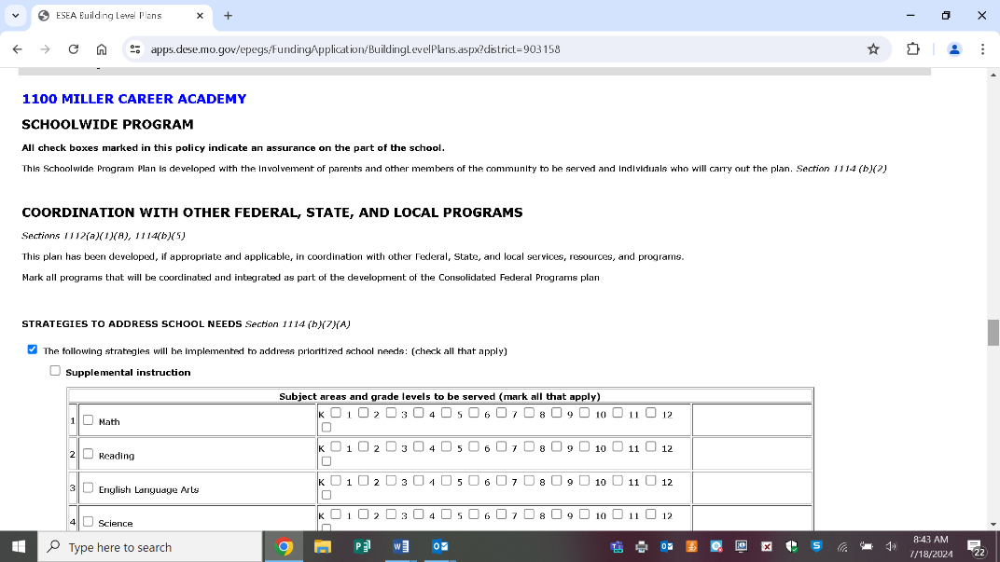 ESEA Building Level Plans
apps.dese.mo.gov/epegs/FundingApplication/BuildingLevelPlans.aspx?district=903158
1100 MILLER CAREER ACADEMY
SCHOOLWIDE PROGRAM
All check boxes marked in this policy indicate an assurance on the part of the school.
This Schoolwide Program Plan is developed with the involvement of parents and other members of the community to be served and individuals who will carry out the plan. Section 1114 (b)(2)
COORDINATION WITH OTHER FEDERAL, STATE, AND LOCAL PROGRAMS
Sections 1112(a)(1)(B), 1114(b)(5)
This plan has been developed, if appropriate and applicable, in coordination with other Federal, State, and local services, resources, and programs.
Mark all programs that will be coordinated and integrated as part of the development of the Consolidated Federal Programs plan
STRATEGIES TO ADDRESS SCHOOL NEEDS Section 1114 (b)(7)(A)
The following strategies will be implemented to address prioritized school needs: (check all that apply)
Supplemental instruction
Subject areas and grade levels to be served (mark all that apply)
1 Math K 1 2 3 4 5 6 7 8 9 10 11 12
2 Reading K 1 2 3 4 5 6 7 8 9 10 11 12
3 English Language Arts K 1 2 3 4 5 6 7 8 9 10 11 12
4 Science K 1 2 3 4 5 6 7 8 9 10 11 12
Type here to search
8:43 AM
7/18/2024
22